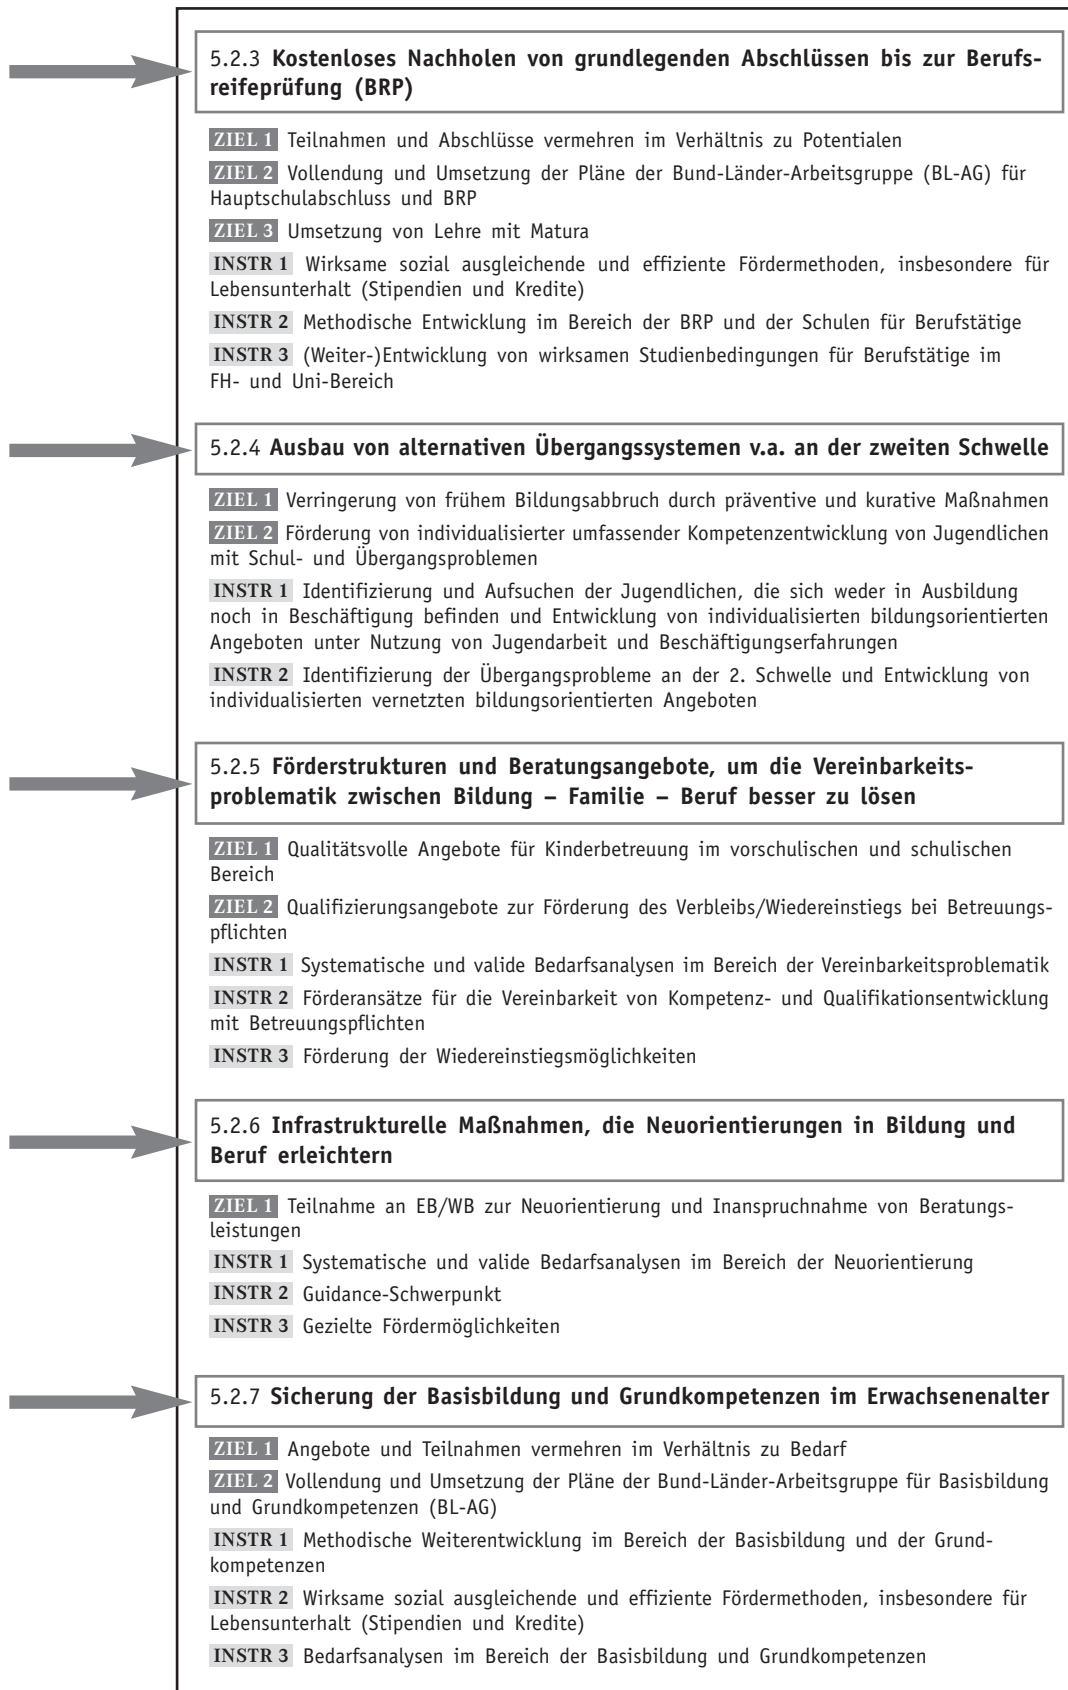 5.2.3 Kostenloses Nachholen von grundlegenden Abschlüssen bis zur Berufs-
reifeprüfung (BRP)
ZIEL 1 Teilnahmen und Abschlüsse vermehren im Verhältnis zu Potentialen
ZIEL 2 Vollendung und Umsetzung der Pläne der Bund-Länder-Arbeitsgruppe (BL-AG) für
Hauptschulabschluss und BRP
ZIEL 3 Umsetzung von Lehre mit Matura
INSTR 1 Wirksame sozial ausgleichende und effiziente Fördermethoden, insbesondere für
Lebensunterhalt (Stipendien und Kredite)
INSTR 2 Methodische Entwicklung im Bereich der BRP und der Schulen für Berufstätige
INSTR 3 (Weiter-)Entwicklung von wirksamen Studienbedingungen für Berufstätige im
FH- und Uni-Bereich
5.2.4 Ausbau von alternativen Übergangssystemen v.a. an der zweiten Schwelle
ZIEL 1 Verringerung von frühem Bildungsabbruch durch präventive und kurative Maßnahmen
ZIEL 2 Förderung von individualisierter umfassender Kompetenzentwicklung von Jugendlichen
mit Schul- und Übergangsproblemen
INSTR 1 Identifizierung und Aufsuchen der Jugendlichen, die sich weder in Ausbildung
noch in Beschäftigung befinden und Entwicklung von individualisierten bildungsorientierten
Angeboten unter Nutzung von Jugendarbeit und Beschäftigungserfahrungen
INSTR 2 Identifizierung der Übergangsprobleme an der 2. Schwelle und Entwicklung von
individualisierten vernetzten bildungsorientierten Angeboten
5.2.5 Förderstrukturen und Beratungsangebote, um die Vereinbarkeits-
problematik zwischen Bildung – Familie – Beruf besser zu lösen
ZIEL 1 Qualitätsvolle Angebote für Kinderbetreuung im vorschulischen und schulischen
Bereich
ZIEL 2 Qualifizierungsangebote zur Förderung des Verbleibs/Wiedereinstiegs bei Betreuungs-
pflichten
INSTR 1 Systematische und valide Bedarfsanalysen im Bereich der Vereinbarkeitsproblematik
INSTR 2 Förderansätze für die Vereinbarkeit von Kompetenz- und Qualifikationsentwicklung
mit Betreuungspflichten
INSTR 3 Förderung der Wiedereinstiegsmöglichkeiten
5.2.6 Infrastrukturelle Maßnahmen, die Neuorientierungen in Bildung und
Beruf erleichtern
ZIEL 1 Teilnahme an EB/WB zur Neuorientierung und Inanspruchnahme von Beratungs-
leistungen
INSTR 1 Systematische und valide Bedarfsanalysen im Bereich der Neuorientierung
INSTR 2 Guidance-Schwerpunkt
INSTR 3 Gezielte Fördermöglichkeiten
5.2.7 Sicherung der Basisbildung und Grundkompetenzen im Erwachsenenalter
ZIEL 1 Angebote und Teilnahmen vermehren im Verhältnis zu Bedarf
ZIEL 2 Vollendung und Umsetzung der Pläne der Bund-Länder-Arbeitsgruppe für Basisbildung
und Grundkompetenzen (BL-AG)
INSTR 1 Methodische Weiterentwicklung im Bereich der Basisbildung und der Grund-
kompetenzen
INSTR 2 Wirksame sozial ausgleichende und effiziente Fördermethoden, insbesondere für
Lebensunterhalt (Stipendien und Kredite)
INSTR 3 Bedarfsanalysen im Bereich der Basisbildung und Grundkompetenzen